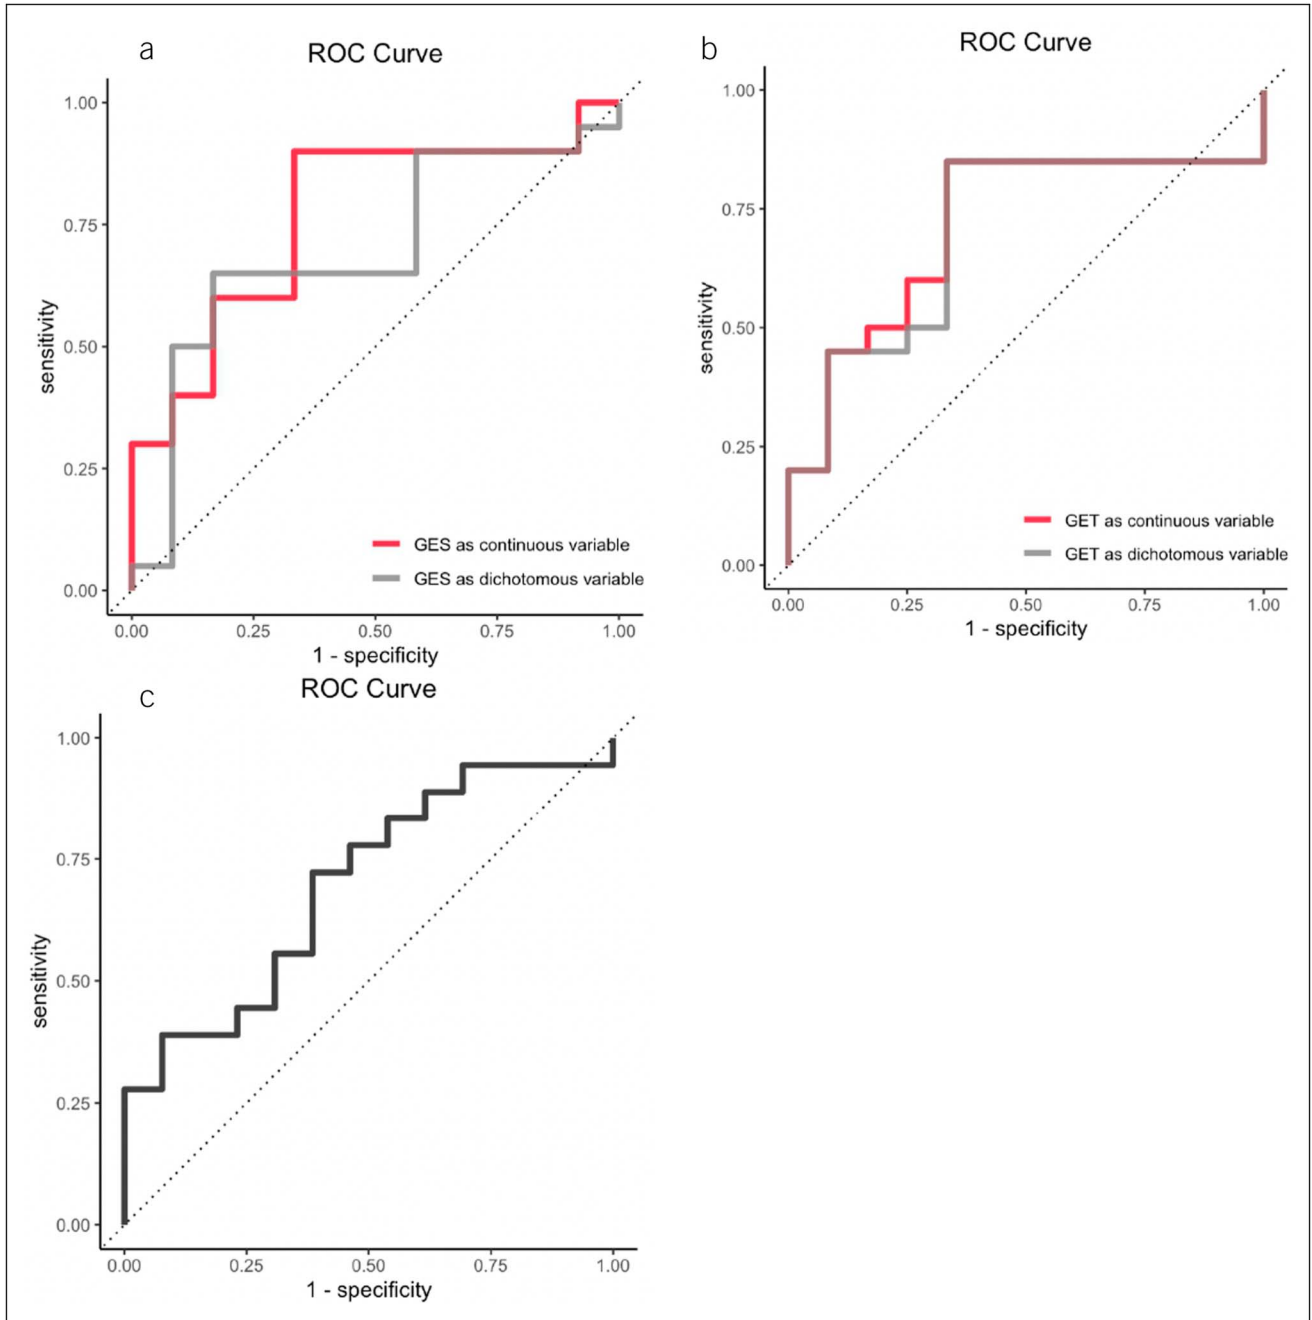 a
ROC Curve
1.00
0.75
0.50
0.25
0.00
sensitivity
GES as continuous variable
GES as dichotomous variable
0.00 0.25 0.50 0.75 1.00
1 - specificity
b
ROC Curve
1.00
0.75
0.50
0.25
0.00
sensitivity
GET as continuous variable
GET as dichotomous variable
0.00 0.25 0.50 0.75 1.00
1 - specificity
c
ROC Curve
1.00
0.75
0.50
0.25
0.00
sensitivity
0.00 0.25 0.50 0.75 1.00
1 - specificity